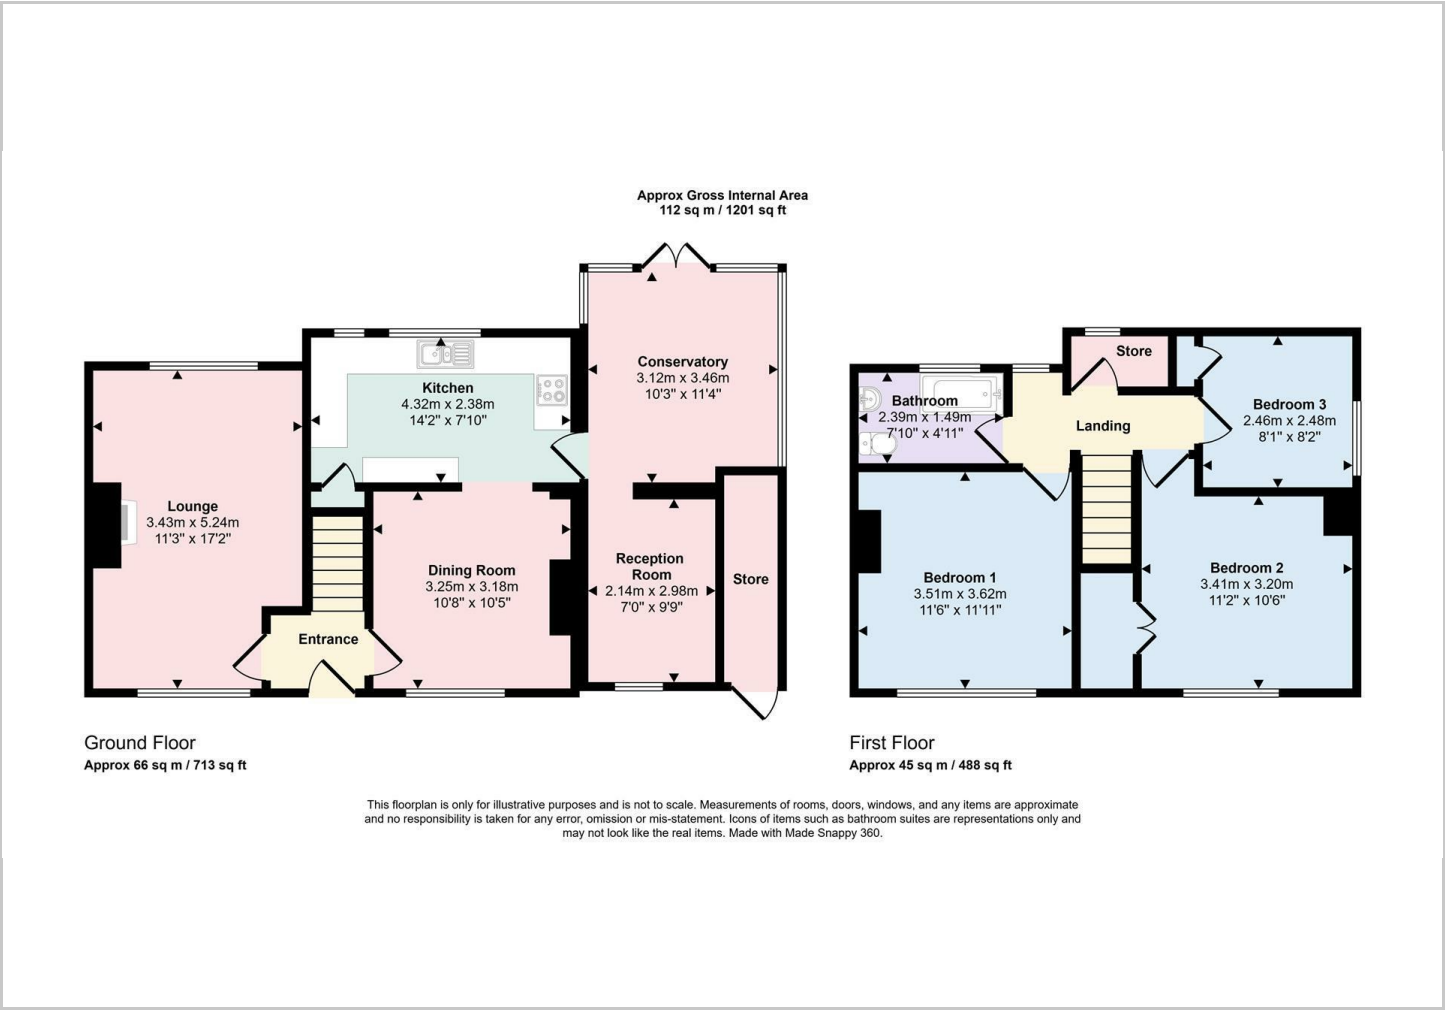 Approx Gross Internal Area
112 sq m / 1201 sq ft
Conservatory
3.12m x 3.46m
10'3" x 11'4"
Kitchen
4.32m x 2.38m
14'2" x 7'10"
Lounge
3.43m x 5.24m
11'3" x 17'2"
Dining Room
3.25m x 3.18m
10'8" x 10'5"
Reception
Room
2.14m x 2.98m
7'0" x 9'9"
Store
Entrance
Ground Floor
Approx 66 sq m / 713 sq ft
Store
Bathroom
2.39m x 1.49m
7'10" x 4'11"
Landing
Bedroom 3
2.46m x 2.48m
8'1" x 8'2"
Bedroom 1
3.51m x 3.62m
11'6" x 11'11"
Bedroom 2
3.41m x 3.20m
11'2" x 10'6"
First Floor
Approx 45 sq m / 488 sq ft
This floorplan is only for illustrative purposes and is not to scale. Measurements of rooms, doors, windows, and any items are approximate
and no responsibility is taken for any error, omission or mis-statement. Icons of items such as bathroom suites are representations only and
may not look like the real items. Made with Made Snappy 360.